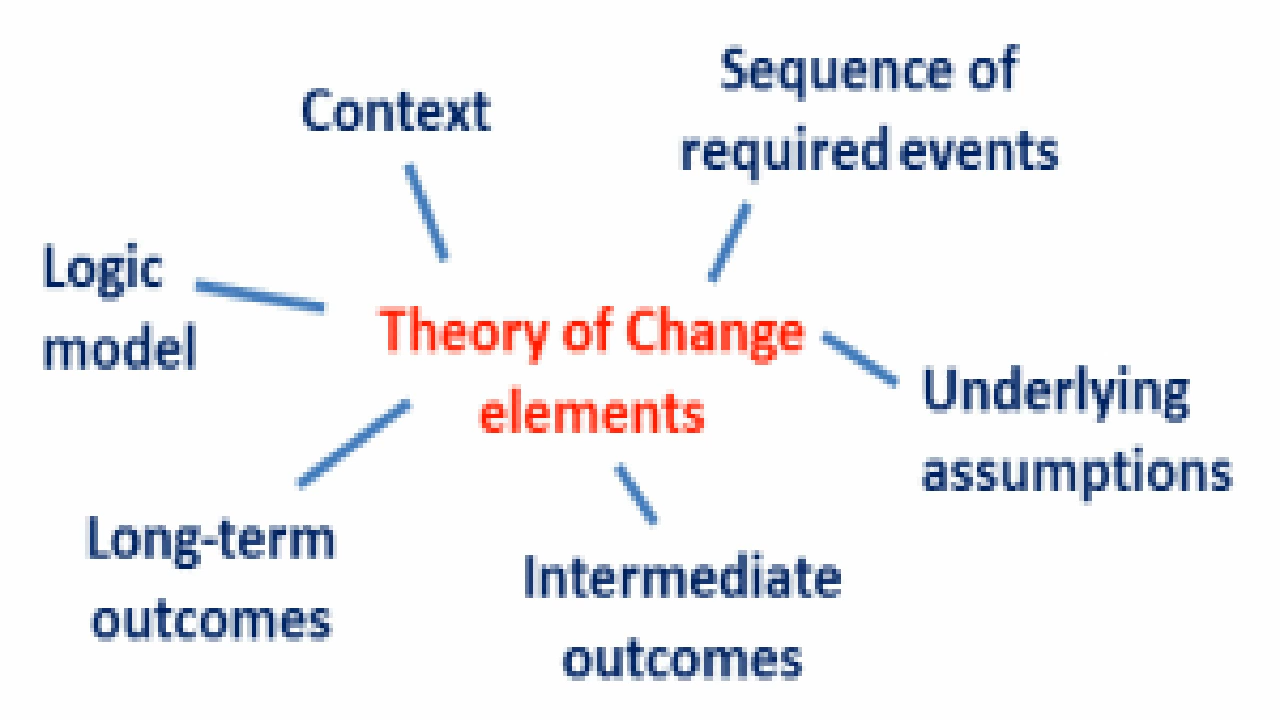 Context
Sequence of
required events
Logic
model
Theory of Change
elements
Underlying
assumptions
Long-term
outcomes
Intermediate
outcomes